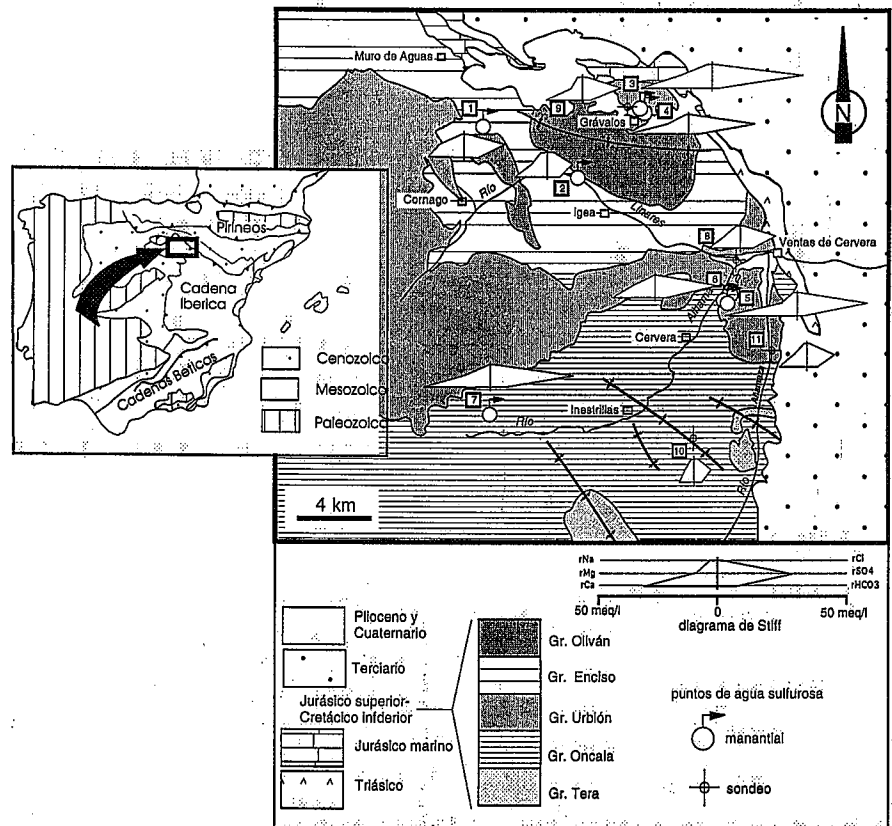 Muro de Aguas
1
9
3
4
Grávalos
N
2
Cornago
Río
Igea
Linares
8
Ventas de Cervera
6
5
Cervera
11
7
Río
Inestrillas
10
Río
4 km
Pirineos
Cadena
Iberica
Cadenas Beticas
Cenozoico
Mesozoico
Paleozoico
rNa
rCl
rMg
rSO4
rCa
rHCO3
50 meq/l
0
50 meq/l
diagrama de Stiff
Plioceno y
Cuaternario
Terciario
Jurásico superior-
Cretácico infderior
Jurásico marino
Triásico
Gr. Oliván
Gr. Enciso
Gr. Urbión
Gr. Oncala
Gr. Tera
puntos de agua sulfurosa
manantial
sondeo